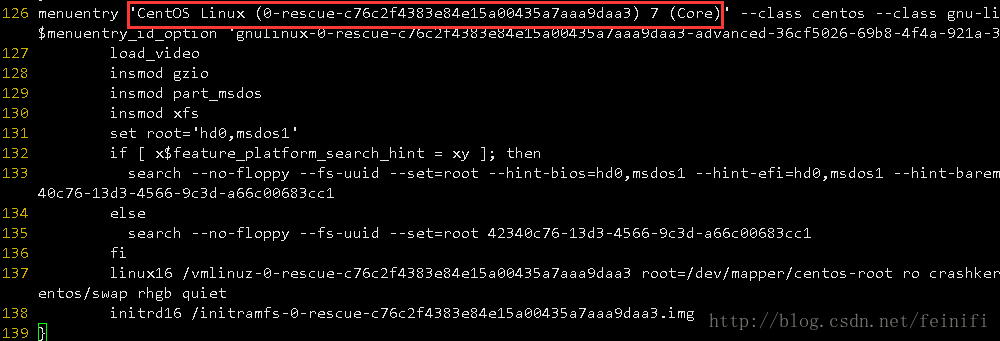 126 menuentry 'CentOS Linux (0-rescue-c76c2f4383e84e15a00435a7aaa9daa3) 7 (Core)' --class centos --class gnu-li
$menuentry_id_option 'gnulinux-0-rescue-c76c2f4383e84e15a00435a7aaa9daa3-advanced-36cf5026-69b8-4f4a-921a-3
127 load_video
128 insmod gzio
129 insmod part_msdos
130 insmod xfs
131 set root='hd0,msdos1'
132 if [ x$feature_platform_search_hint = xy ]; then
133 search --no-floppy --fs-uuid --set=root --hint-bios=hd0,msdos1 --hint-efi=hd0,msdos1 --hint-barem
40c76-13d3-4566-9c3d-a66c00683cc1
134 else
135 search --no-floppy --fs-uuid --set=root 42340c76-13d3-4566-9c3d-a66c00683cc1
136 fi
137 linux16 /vmlinuz-0-rescue-c76c2f4383e84e15a00435a7aaa9daa3 root=/dev/mapper/centos-root ro crashker
entos/swap rhgb quiet
138 initrd16 /initramfs-0-rescue-c76c2f4383e84e15a00435a7aaa9daa3.img
139 }
http://blog.csdn.net/feinifi